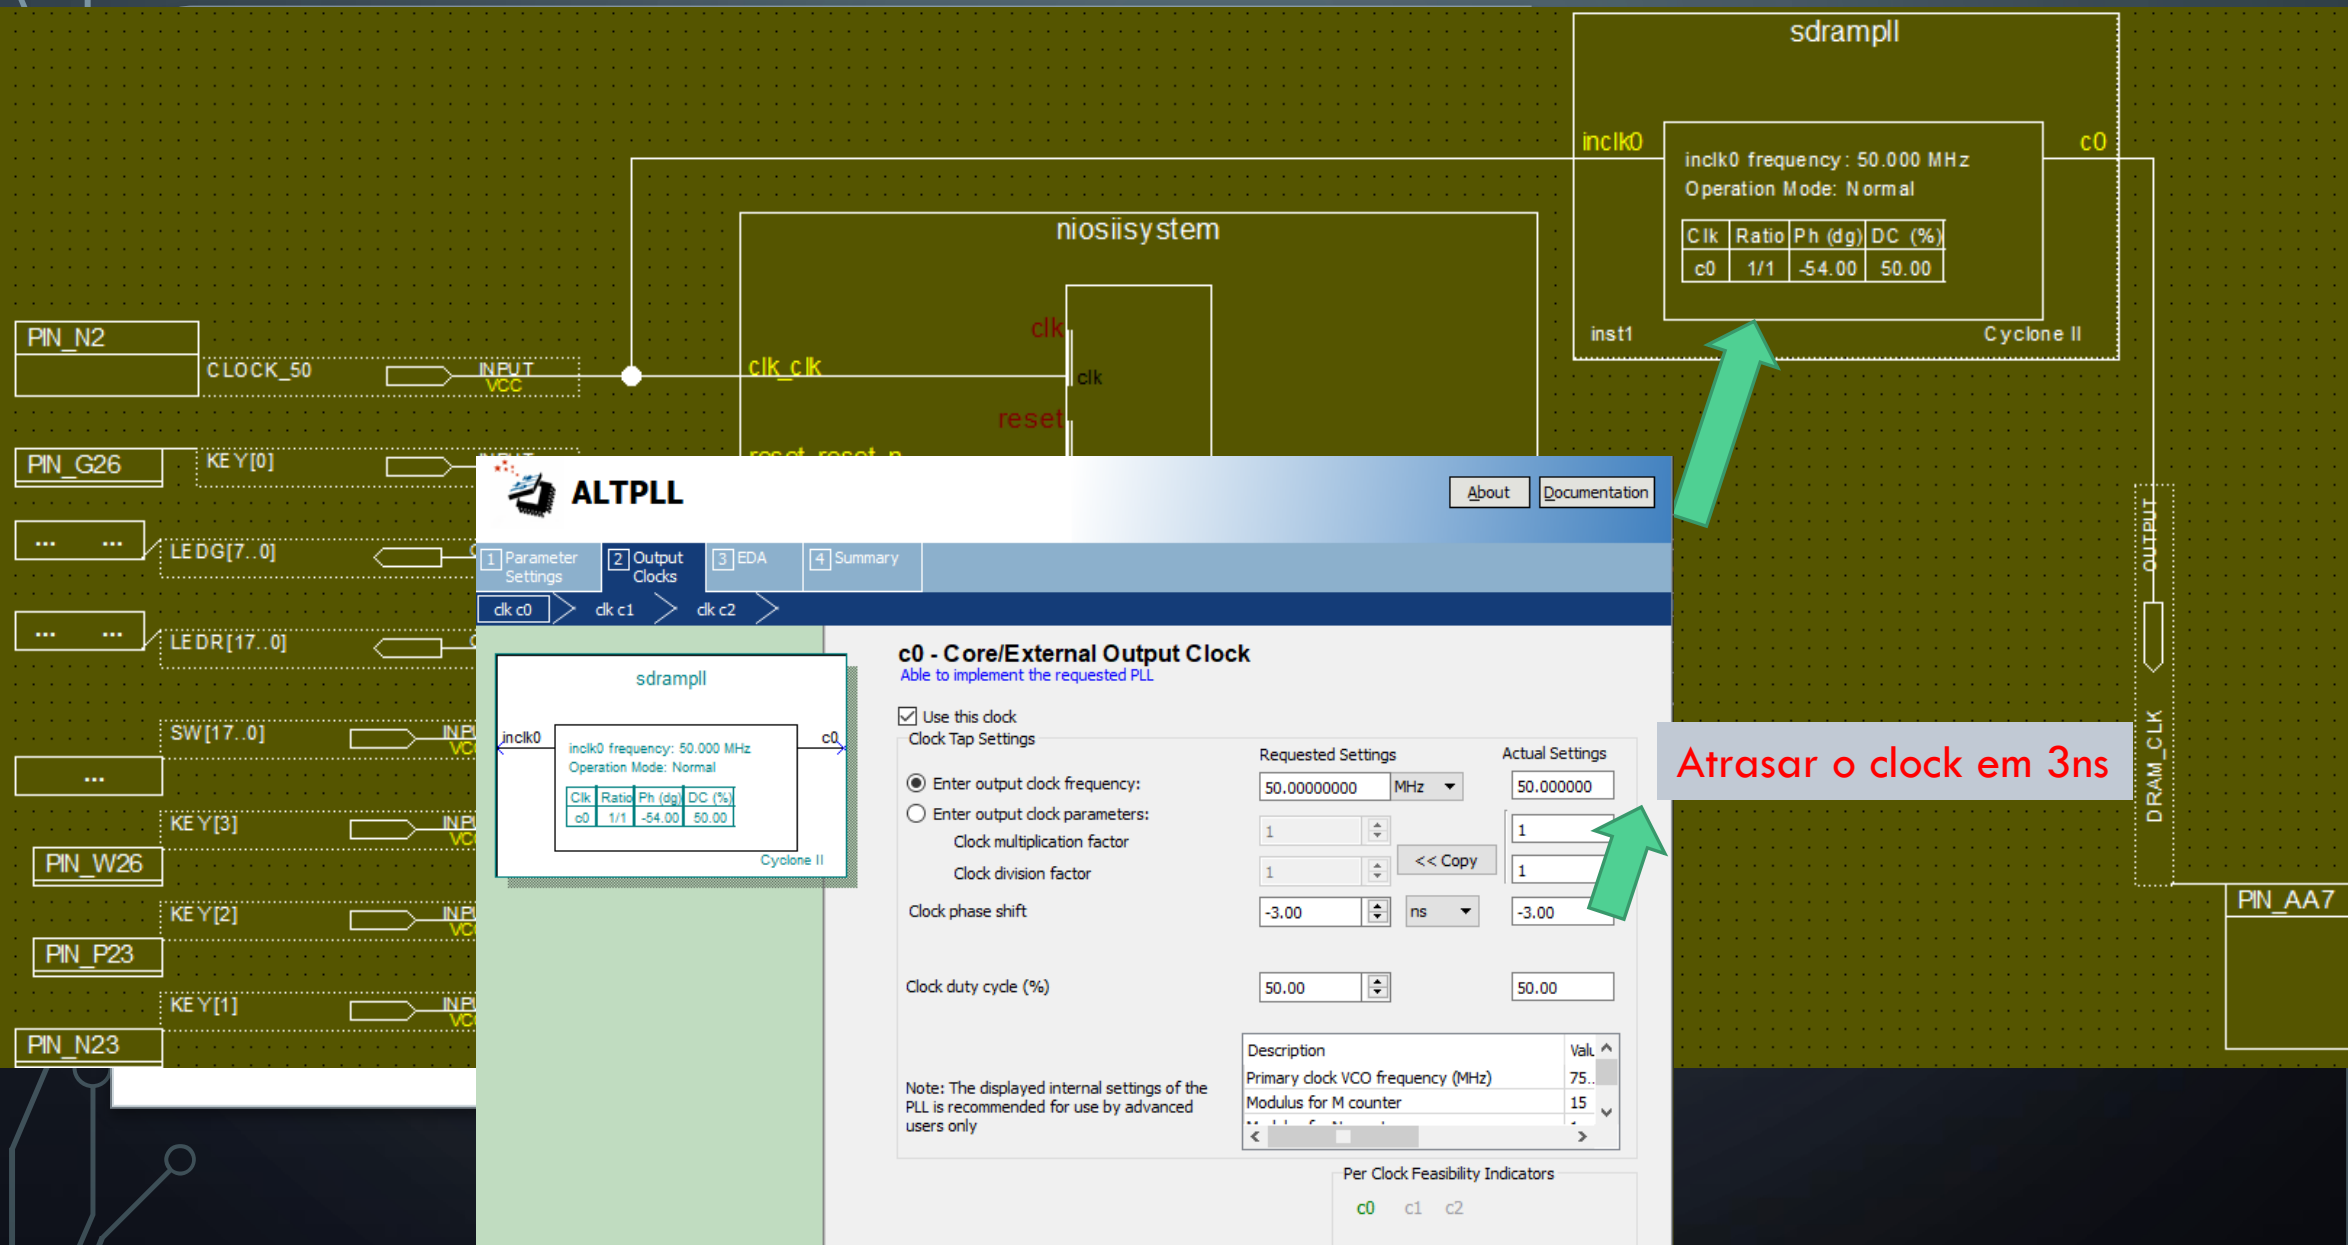 sdrampll
inclk0
c0
inclk0 frequency: 50.000 MHz
Operation Mode: Normal
Clk Ratio Ph (dg) DC (%)
c0 1/1 -54.00 50.00
inst1
Cyclone II
niosiisystem
clk
clk_clk
clk
reset
reset_reset_n
PIN_N2
CLOCK_50
INPUT
VCC
PIN_G26
KEY[0]
INPUT
... ...
LEDG[7..0]
... ...
LEDR[17..0]
SW[17..0]
...
KEY[3]
PIN_W26
KEY[2]
PIN_P23
KEY[1]
PIN_N23
OUTPUT
DRAM_CLK
PIN_AA7
ALTPLL
About
Documentation
1 Parameter Settings
2 Output Clocks
3 EDA
4 Summary
clk c0
clk c1
clk c2
sdrampll
inclk0
c0
inclk0 frequency: 50.000 MHz
Operation Mode: Normal
Clk Ratio Ph (dg) DC (%)
c0 1/1 -54.00 50.00
Cyclone II
c0 - Core/External Output Clock
Able to implement the requested PLL
Use this clock
Clock Tap Settings
Requested Settings
Actual Settings
Enter output clock frequency:
50.00000000
MHz
50.000000
Enter output clock parameters:
Clock multiplication factor
1
1
<< Copy
Clock division factor
1
1
Clock phase shift
-3.00
ns
-3.00
Clock duty cycle (%)
50.00
50.00
Note: The displayed internal settings of the
PLL is recommended for use by advanced
users only
Description
Primary clock VCO frequency (MHz)
75..
Modulus for M counter
15
Per Clock Feasibility Indicators
c0 c1 c2
Atrasar o clock em 3ns